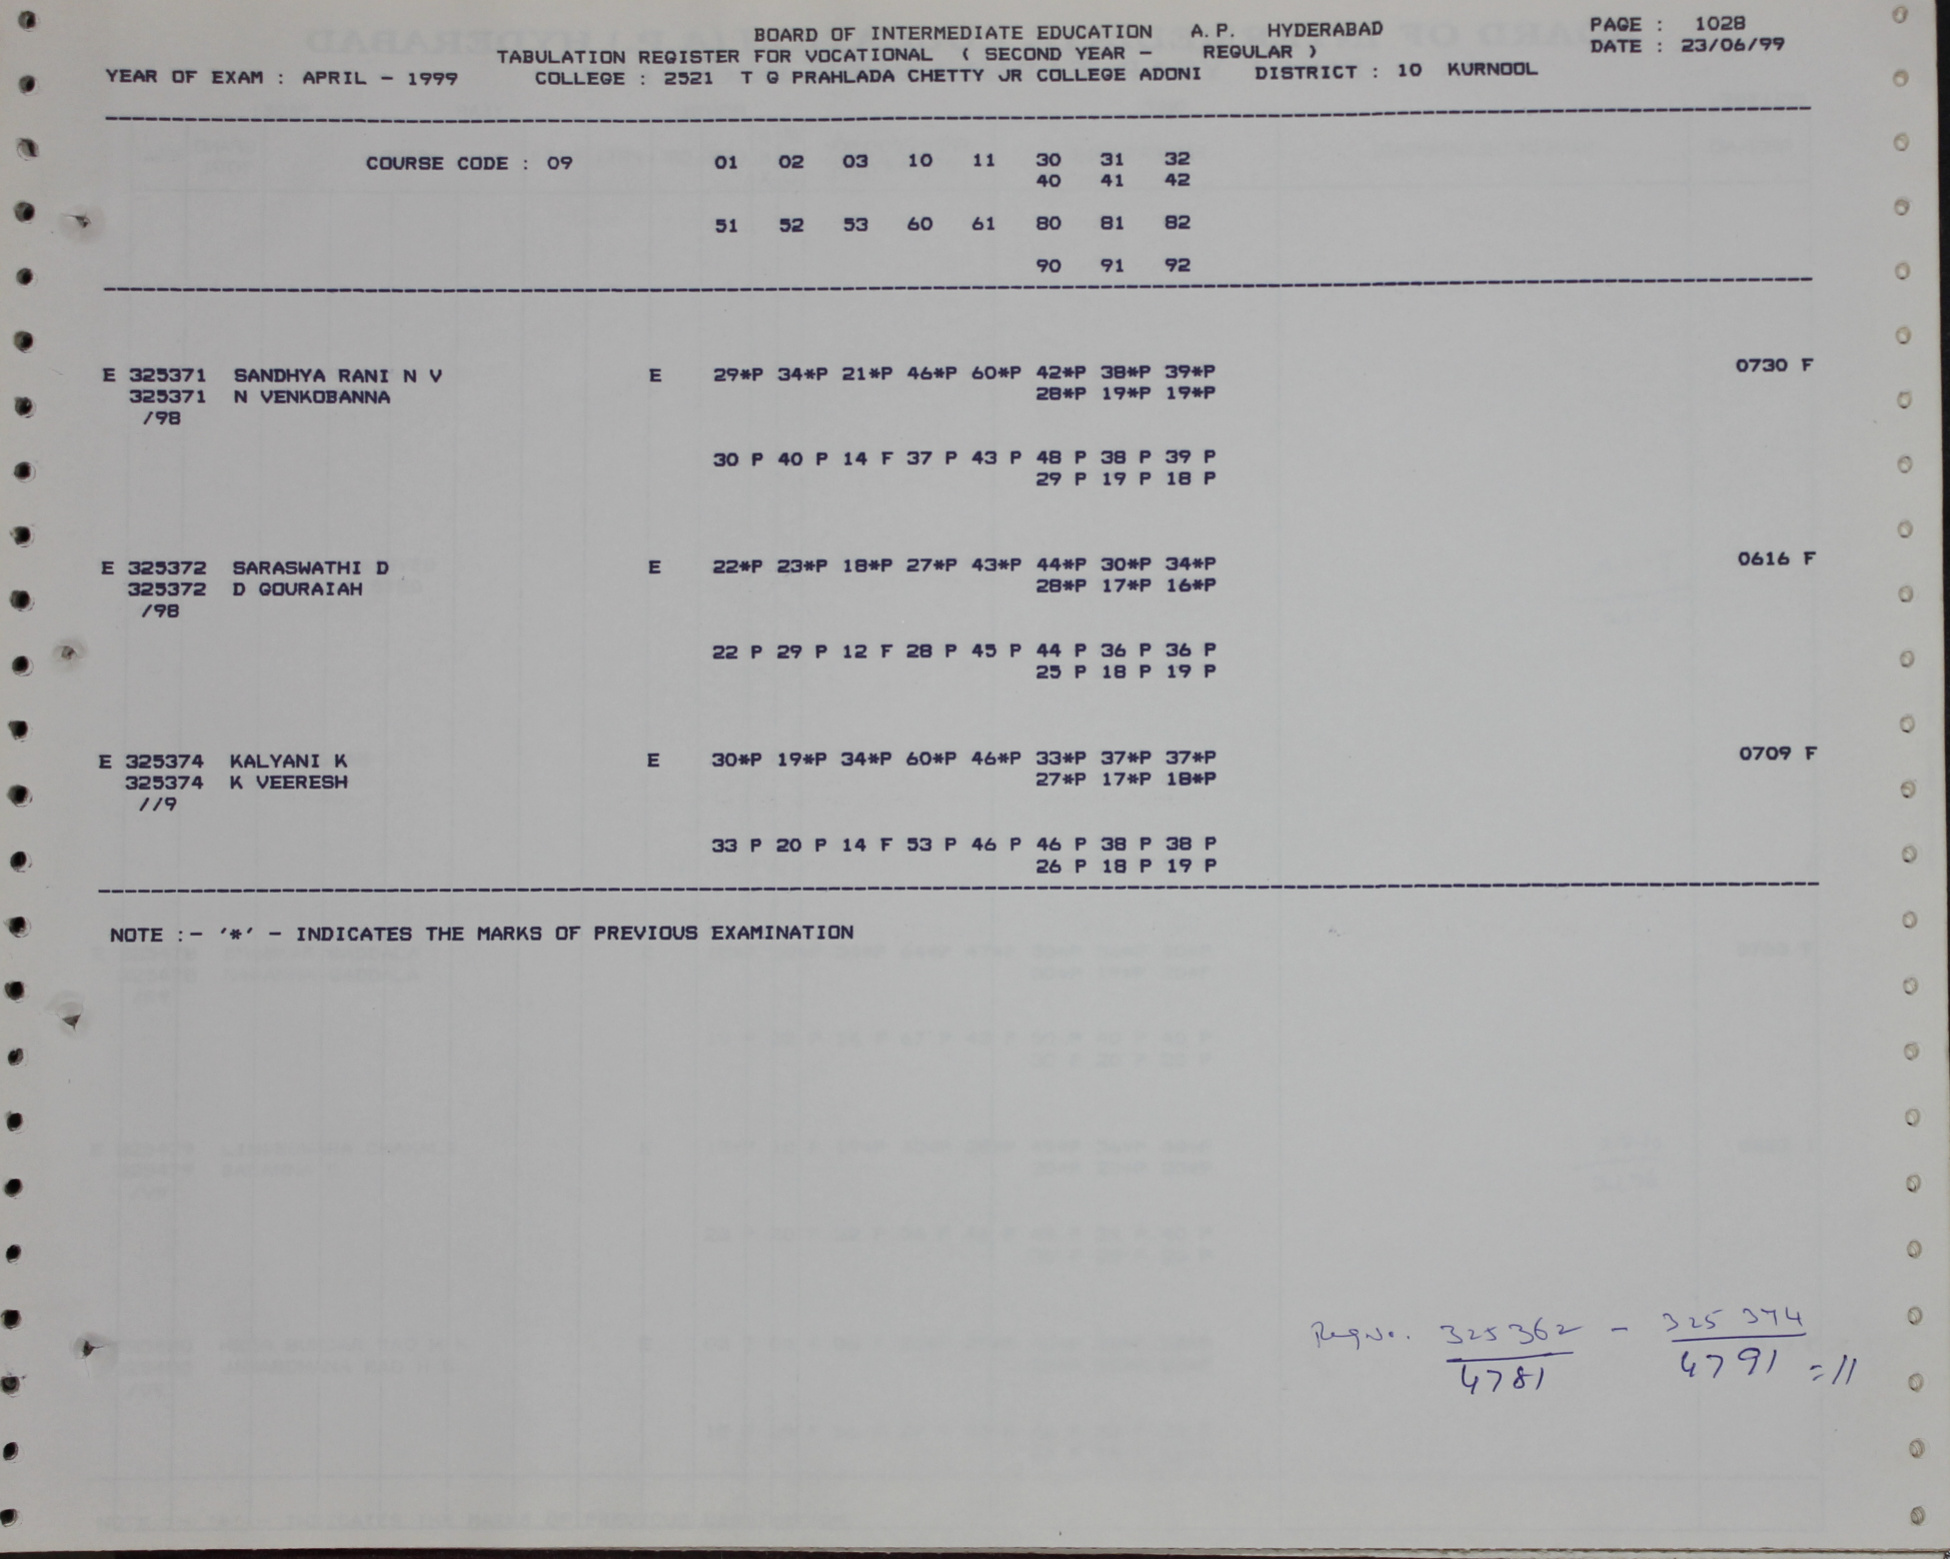 BOARD OF INTERMEDIATE EDUCATION A.P. HYDERABAD PAGE : 1028
TABULATION REGISTER FOR VOCATIONAL ( SECOND YEAR - REGULAR ) DATE : 23/06/99
YEAR OF EXAM : APRIL - 1999 COLLEGE : 2521 T G PRAHLADA CHETTY JR COLLEGE ADONI DISTRICT : 10 KURNOOL
COURSE CODE : 09 01 02 03 10 11 30 31 32
40 41 42
51 52 53 60 61 80 81 82
90 91 92
E 325371 SANDHYA RANI N V E 29*P 34*P 21*P 46*P 60*P 42*P 38*P 39*P 0730 F
325371 N VENKOBANNA 28*P 19*P 19*P
/98
30 P 40 P 14 F 37 P 43 P 48 P 38 P 39 P
29 P 19 P 18 P
E 325372 SARASWATHI D E 22*P 23*P 18*P 27*P 43*P 44*P 30*P 34*P 0616 F
325372 D GOURAIAH 28*P 17*P 16*P
/98
22 P 29 P 12 F 28 P 45 P 44 P 36 P 36 P
25 P 18 P 19 P
E 325374 KALYANI K E 30*P 19*P 34*P 60*P 46*P 33*P 37*P 37*P 0709 F
325374 K VEERESH 27*P 17*P 18*P
//9
33 P 20 P 14 F 53 P 46 P 46 P 38 P 38 P
26 P 18 P 19 P
NOTE :- '*' - INDICATES THE MARKS OF PREVIOUS EXAMINATION
Reg No. 325362 - 325374
4781 4791 = 11